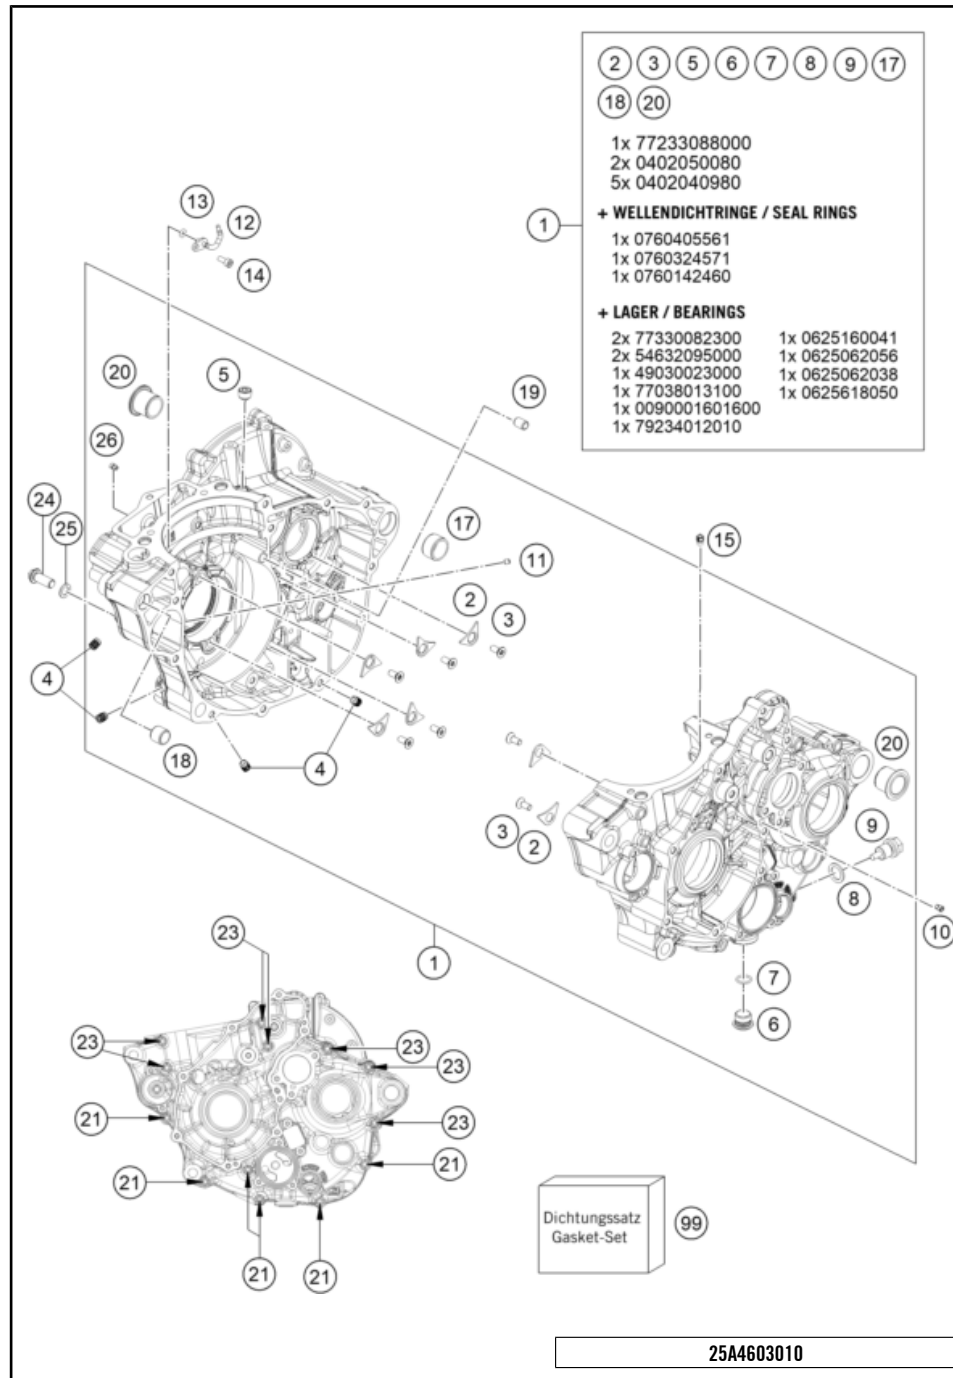 2 3 5 6 7 8 9 17
18 20
1x 77233088000
2x 0402050080
5x 0402040980
+ WELLENDICHTRINGE / SEAL RINGS
1
1x 0760405561
1x 0760324571
1x 0760142460
+ LAGER / BEARINGS
2x 77330082300 1x 0625160041
2x 54632095000 1x 0625062056
1x 49030023000 1x 0625062038
1x 77038013100 1x 0625618050
1x 0090001601600
1x 79234012010
13
12
14
20
5
19
26
24
25
17
15
11
2
3
4
18
4
20
9
3 2
8
10
23
1
7
6
23
23
23
21
23
21
21
21
21
Dichtungssatz
Gasket-Set
99
25A4603010